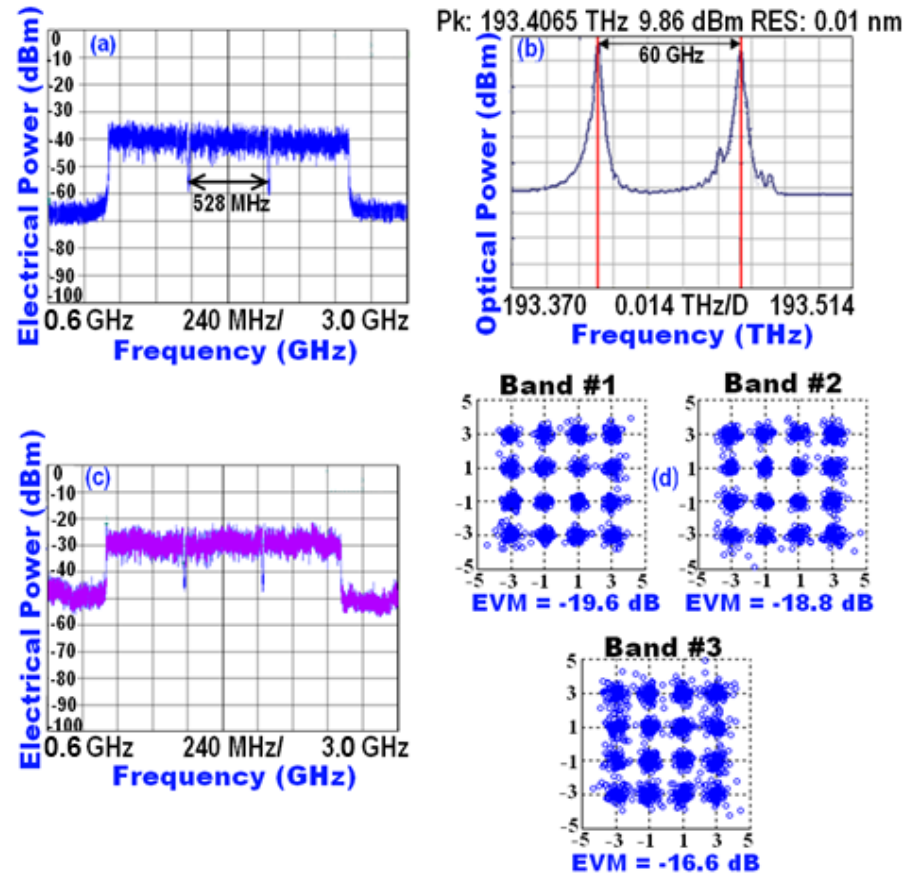 Electrical Power (dBm)
(a)
0
-10
-20
-30
-40
-50
-60
528 MHz
-80
-90
-100
0.6 GHz 240 MHz/ 3.0 GHz
Frequency (GHz)
Pk: 193.4065 THz 9.86 dBm RES: 0.01 nm
Optical Power (dBm)
(b)
60 GHz
193.370 0.014 THz/D 193.514
Frequency (THz)
Electrical Power (dBm)
(c)
0
-10
-20
-30
-40
-50
-60
-80
-90
-100
0.6 GHz 240 MHz/ 3.0 GHz
Frequency (GHz)
Band #1
5
3
1
-1
-3
-5
-5 -3 -1 1 3 5
EVM = -19.6 dB
(d)
Band #2
5
3
1
-1
-3
-5
-5 -3 -1 1 3 5
EVM = -18.8 dB
Band #3
5
3
1
-1
-3
-5
-5 -3 -1 1 3 5
EVM = -16.6 dB